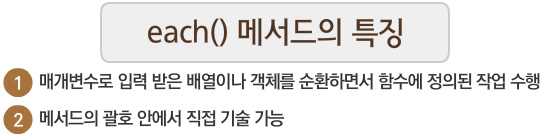 each() 메서드의 특징
1 매개변수로 입력 받은 배열이나 객체를 순환하면서 함수에 정의된 작업 수행
2 메서드의 괄호 안에서 직접 기술 가능